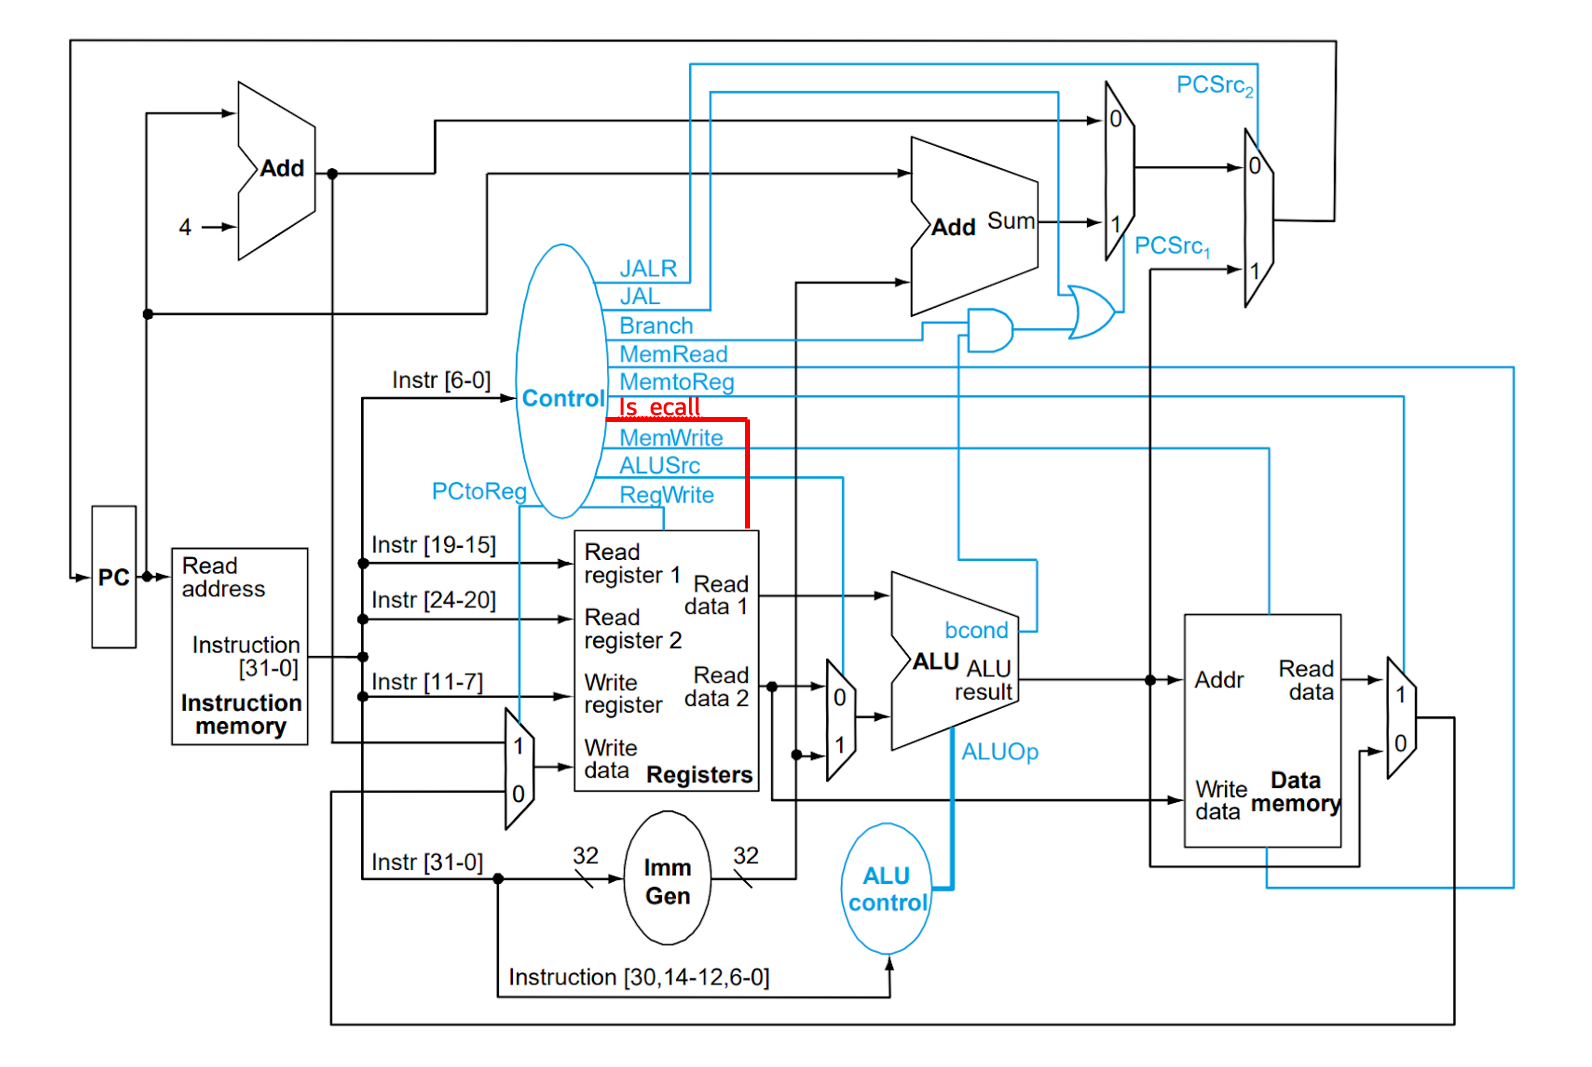 PCSrc2
0
0
Add
4
Add
Sum
1
PCSrc1
1
JALR
JAL
Branch
MemRead
MemtoReg
Is_ecall
MemWrite
ALUSrc
RegWrite
Control
Instr [6-0]
PCtoReg
PC
Read
address
Instruction
[31-0]
Instruction
memory
Instr [19-15]
Instr [24-20]
Instr [11-7]
1
0
Read
register 1
Read
register 2
Write
register
Write
data
Read
data 1
Read
data 2
Registers
0
1
bcond
ALU
ALU
result
ALUOp
Addr
Read
data
Write
data
Data
memory
1
0
Instr [31-0]
32
Imm
Gen
32
ALU
control
Instruction [30,14-12,6-0]